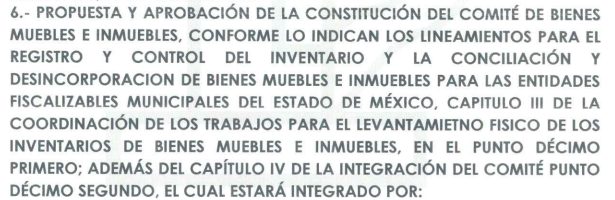 6.- PROPUESTA Y APROBACIÓN DE LA CONSTITUCIÓN DEL COMITÉ DE BIENES
MUEBLES E INMUEBLES, CONFORME LO INDICAN LOS LINEAMIENTOS PARA EL
REGISTRO Y CONTROL DEL INVENTARIO Y LA CONCILIACIÓN Y
DESINCORPORACION DE BIENES MUEBLES E INMUEBLES PARA LAS ENTIDADES
FISCALIZABLES MUNICIPALES DEL ESTADO DE MÉXICO, CAPITULO III DE LA
COORDINACIÓN DE LOS TRABAJOS PARA EL LEVANTAMIETNO FISICO DE LOS
INVENTARIOS DE BIENES MUEBLES E INMUEBLES, EN EL PUNTO DÉCIMO
PRIMERO; ADEMÁS DEL CAPÍTULO IV DE LA INTEGRACIÓN DEL COMITÉ PUNTO
DÉCIMO SEGUNDO, EL CUAL ESTARÁ INTEGRADO POR: